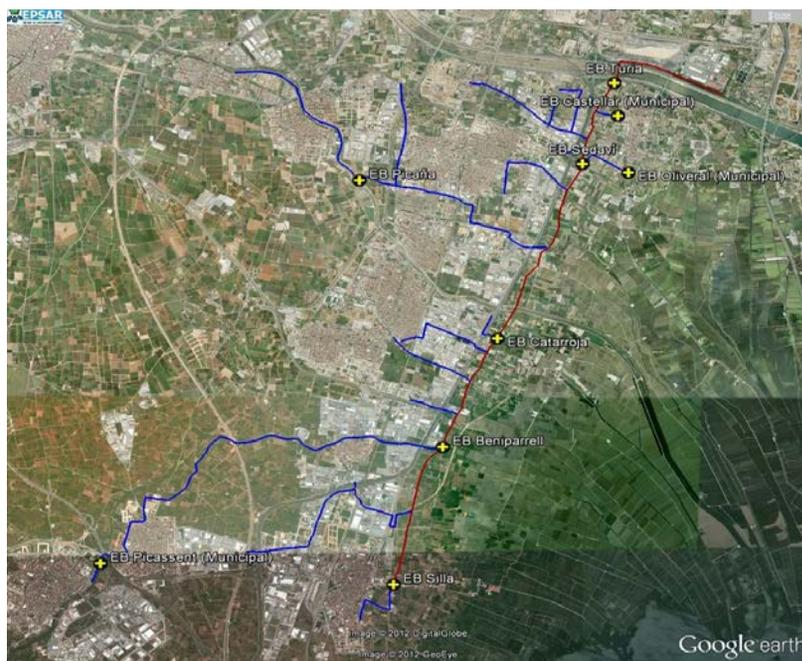 EPSAR
EB Turia
EB Castellar (Municipal)
EB Sedaví
EB Oliveral (Municipal)
EB Picaña
EB Catarroja
EB Beniparrell
EB Picassent (Municipal)
EB Silla
Image © 2012 DigitalGlobe
Image © 2012 GeoEye
Google earth